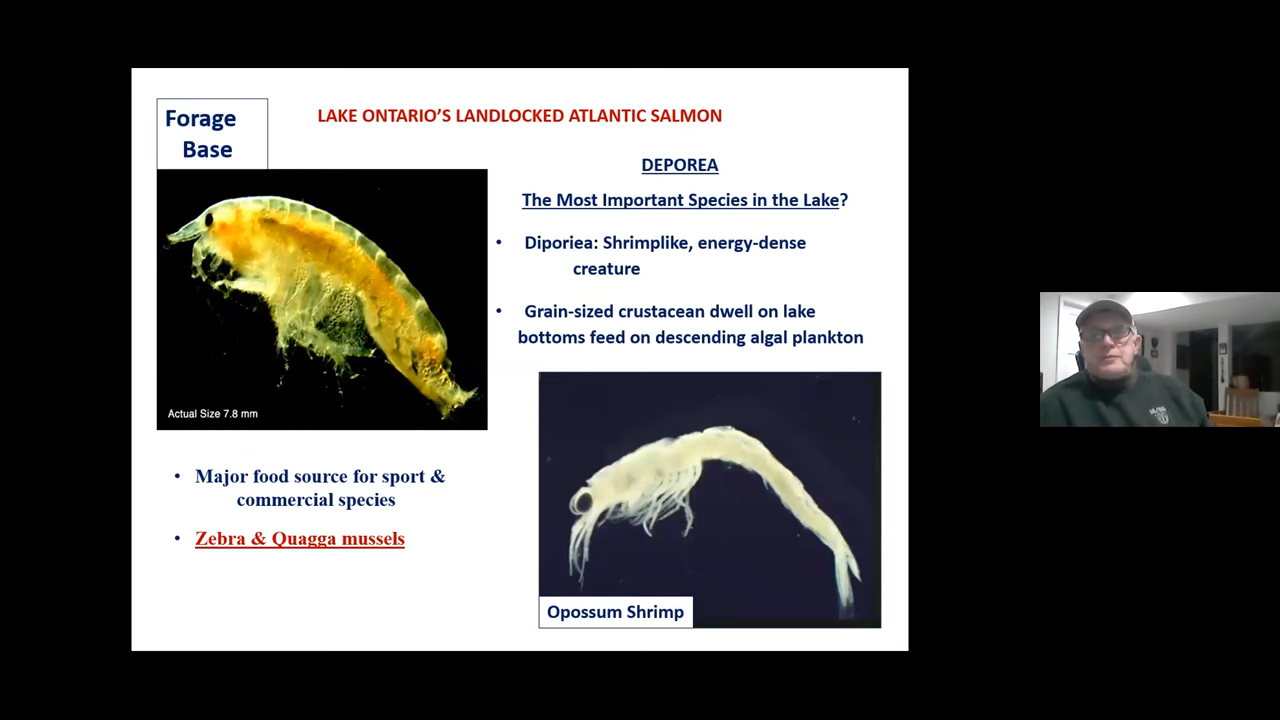 Forage
Base
LAKE ONTARIO'S LANDLOCKED ATLANTIC SALMON
DEPOREA
The Most Important Species in the Lake?
• Diporiea: Shrimplike, energy-dense
creature
• Grain-sized crustacean dwell on lake
bottoms feed on descending algal plankton
Actual Size 7.8 mm
• Major food source for sport &
commercial species
• Zebra & Quagga mussels
Opossum Shrimp